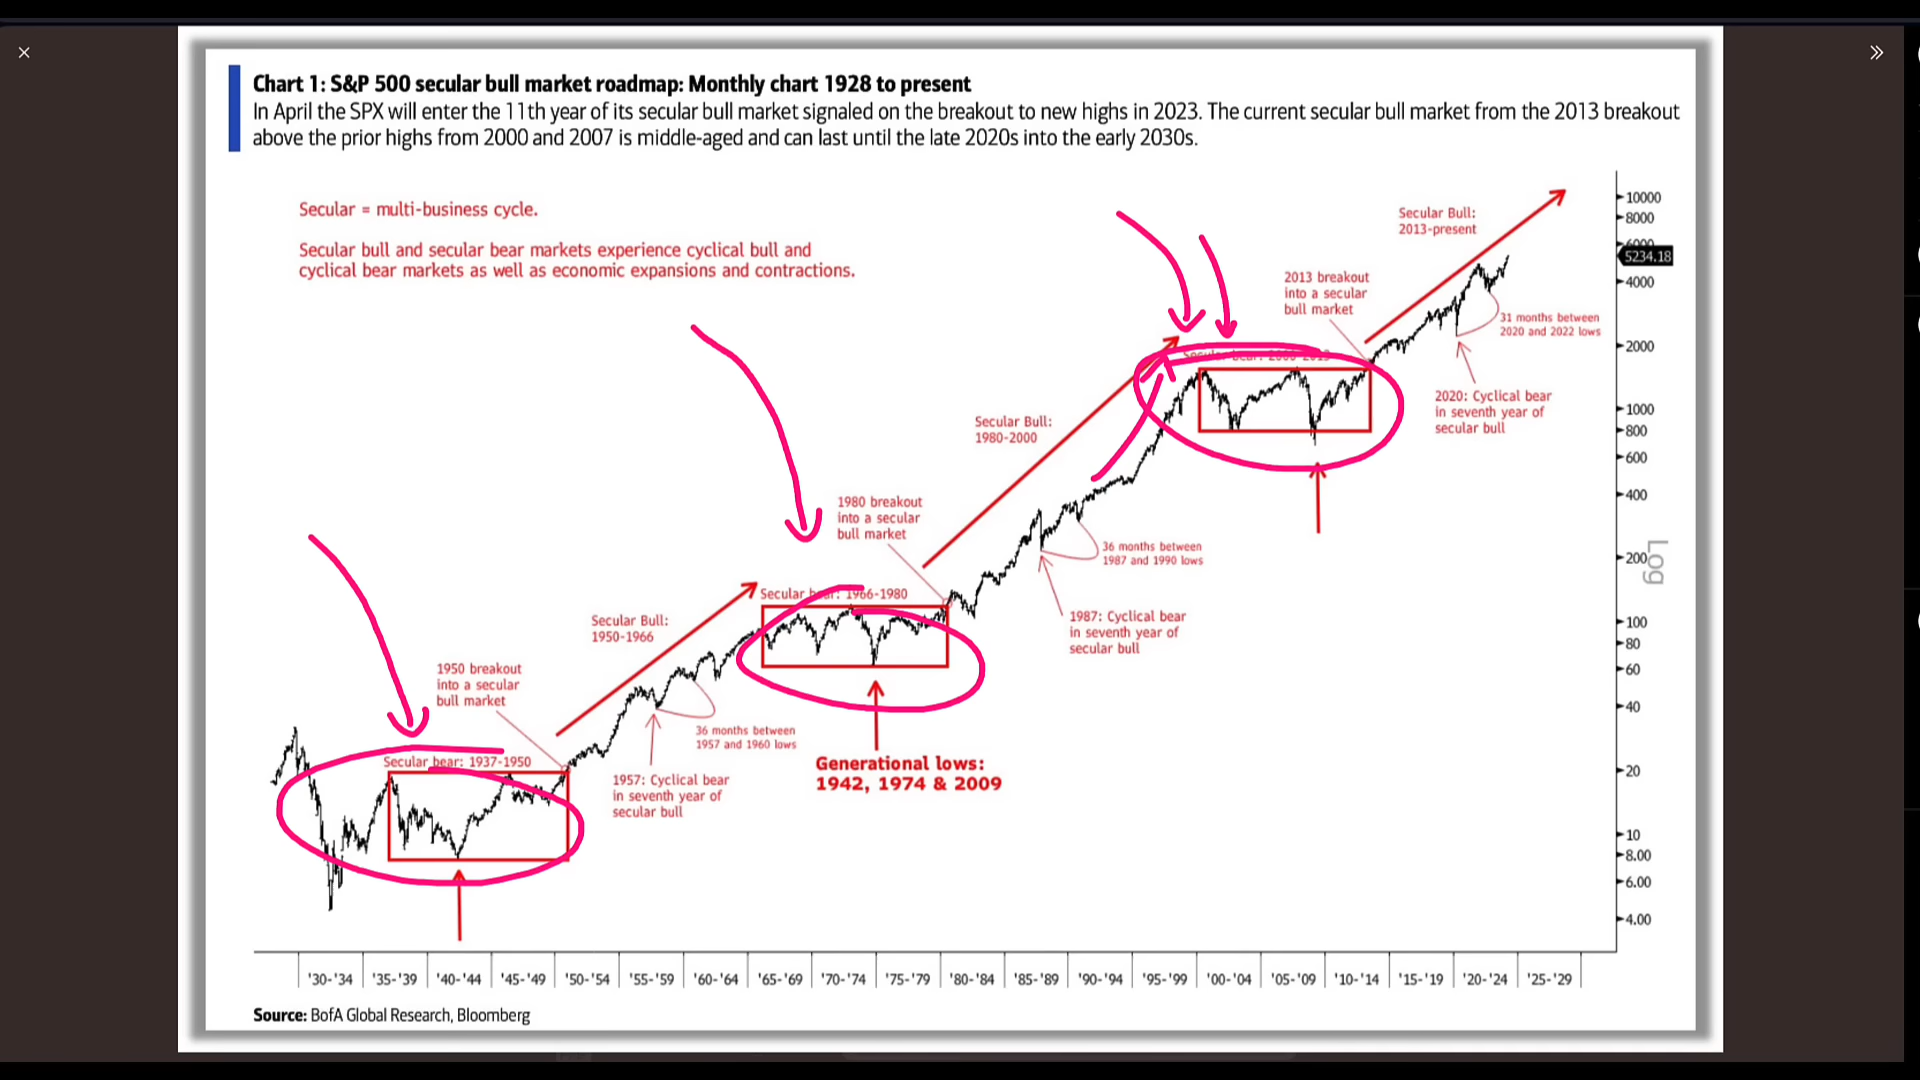 Chart 1: S&P 500 secular bull market roadmap: Monthly chart 1928 to present
In April the SPX will enter the 11th year of its secular bull market signaled on the breakout to new highs in 2023. The current secular bull market from the 2013 breakout
above the prior highs from 2000 and 2007 is middle-aged and can last until the late 2020s into the early 2030s.
Secular = multi-business cycle.
Secular bull and secular bear markets experience cyclical bull and
cyclical bear markets as well as economic expansions and contractions.
Secular bear: 1937-1950
1950 breakout
into a secular
bull market
Secular Bull:
1950-1966
1957: Cyclical bear
in seventh year of
secular bull
36 months between
1957 and 1960 lows
Secular bear: 1966-1980
Generational lows:
1942, 1974 & 2009
1980 breakout
into a secular
bull market
Secular Bull:
1980-2000
1987: Cyclical bear
in seventh year of
secular bull
36 months between
1987 and 1990 lows
Secular bear: 2000-2013
2013 breakout
into a secular
bull market
Secular Bull:
2013-present
31 months between
2020 and 2022 lows
2020: Cyclical bear
in seventh year of
secular bull
10000
8000
6000
5234.18
4000
2000
1000
800
600
400
200
100
80
60
40
20
10
8.00
6.00
4.00
Log
'30-'34 '35-'39 '40-'44 '45-'49 '50-'54 '55-'59 '60-'64 '65-'69 '70-'74 '75-'79 '80-'84 '85-'89 '90-'94 '95-'99 '00-'04 '05-'09 '10-'14 '15-'19 '20-'24 '25-'29
Source: BofA Global Research, Bloomberg